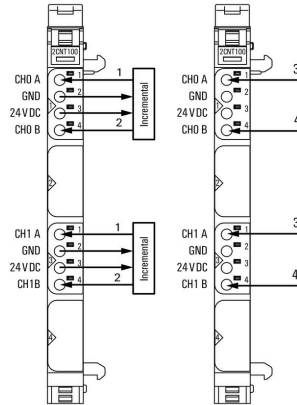 2CNT100
CH0 A
GND
24 VDC
CH0 B
1
2
3
4
1
2
Incremental
CH1 A
GND
24 VDC
CH1B
1
2
3
4
1
2
Incremental
2CNT100
CH0 A
GND
24 VDC
CH0 B
1
2
3
4
3
4
CH1 A
GND
24 VDC
CH1 B
1
2
3
4
3
4